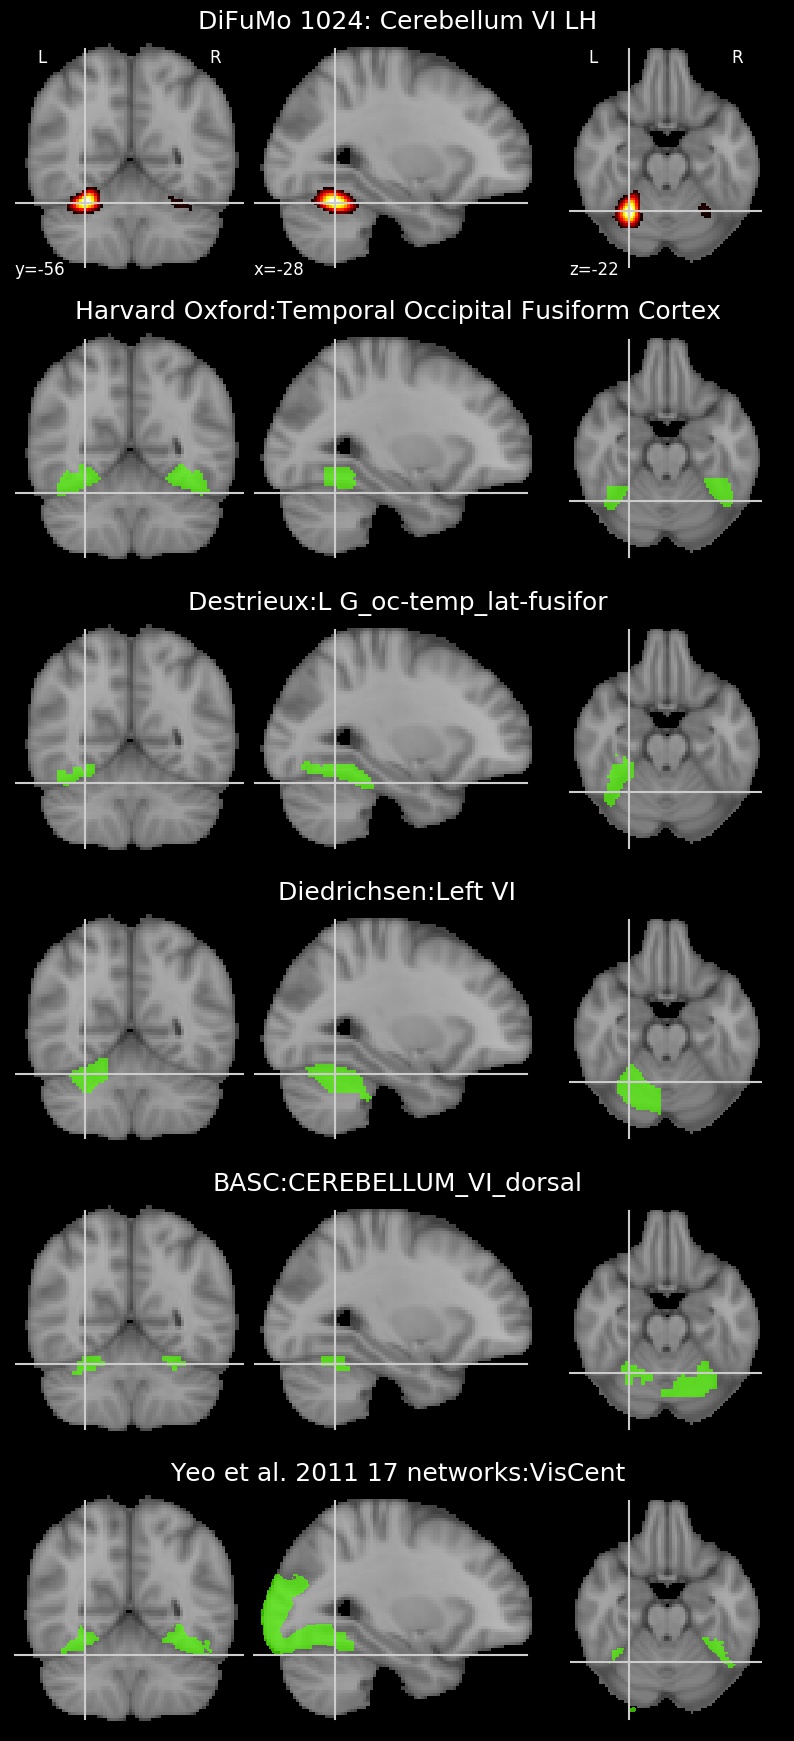 DiFuMo 1024: Cerebellum VI LH
L R L R
y=-56 x=-28 z=-22
Harvard Oxford:Temporal Occipital Fusiform Cortex
Destrieux:L G_oc-temp_lat-fusifor
Diedrichsen:Left VI
BASC:CEREBELLUM_VI_dorsal
Yeo et al. 2011 17 networks:VisCent